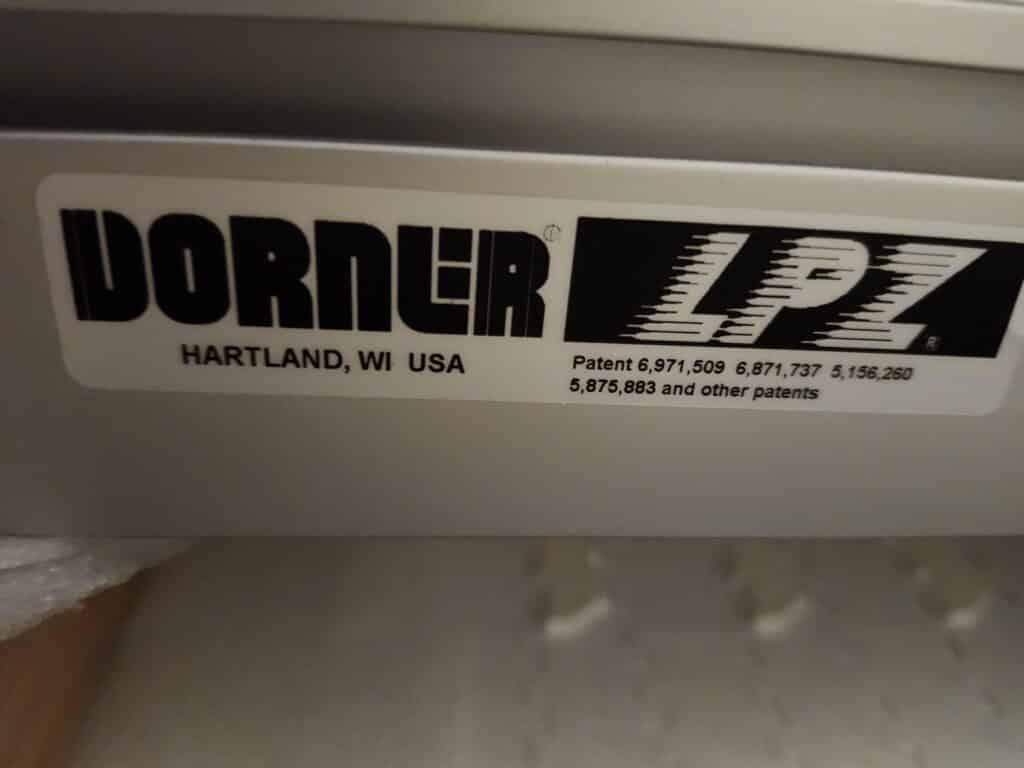 DORNER
LPZ®
HARTLAND, WI USA
Patent 6,971,509 6,871,737 5,156,260
5,875,883 and other patents